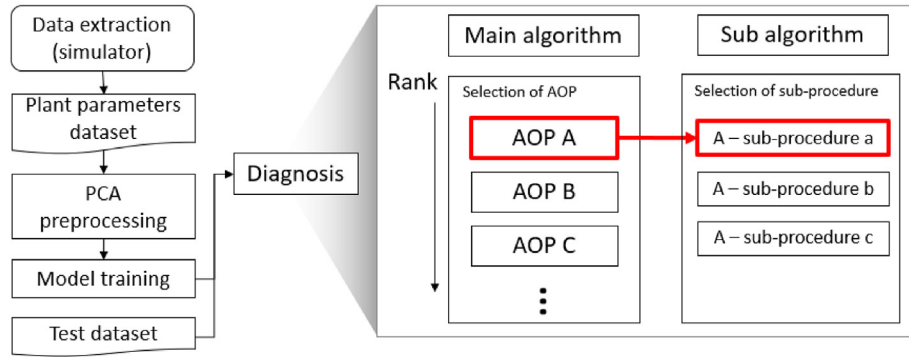 Data extraction
(simulator)
Plant parameters
dataset
PCA
preprocessing
Model training
Test dataset
Diagnosis
Main algorithm
Rank
Selection of AOP
AOP A
AOP B
AOP C
Sub algorithm
Selection of sub-procedure
A – sub-procedure a
A – sub-procedure b
A – sub-procedure c